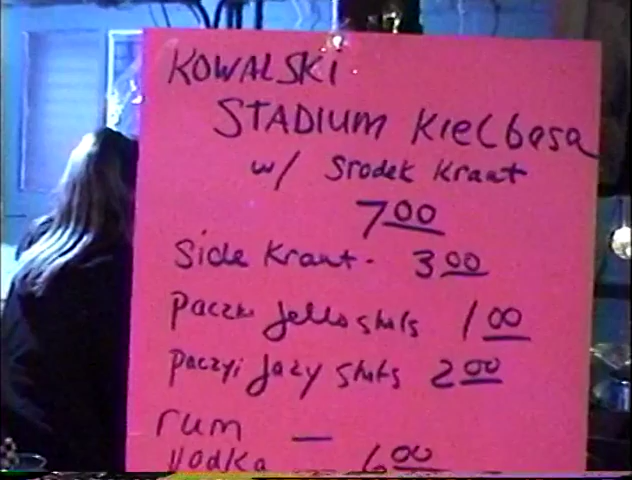 KOWALSKI
STADIUM Kielbasa
w/ Srodek Kraut
7.00
Side Kraut - 3.00
Paczki Jello shots 1.00
Paczyi Jazy shots 2.00
rum —
Vodka 6.00